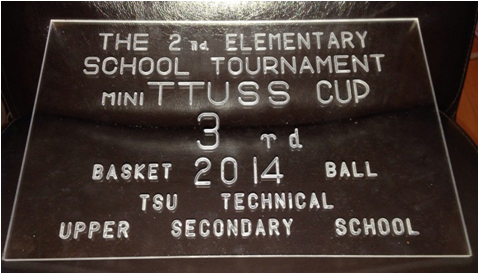 THE 2nd ELEMENTARY
SCHOOL TOURNAMENT
MINI TTUSS CUP
3 rd
BASKET 2014 BALL
TSU TECHNICAL
UPPER SECONDARY SCHOOL